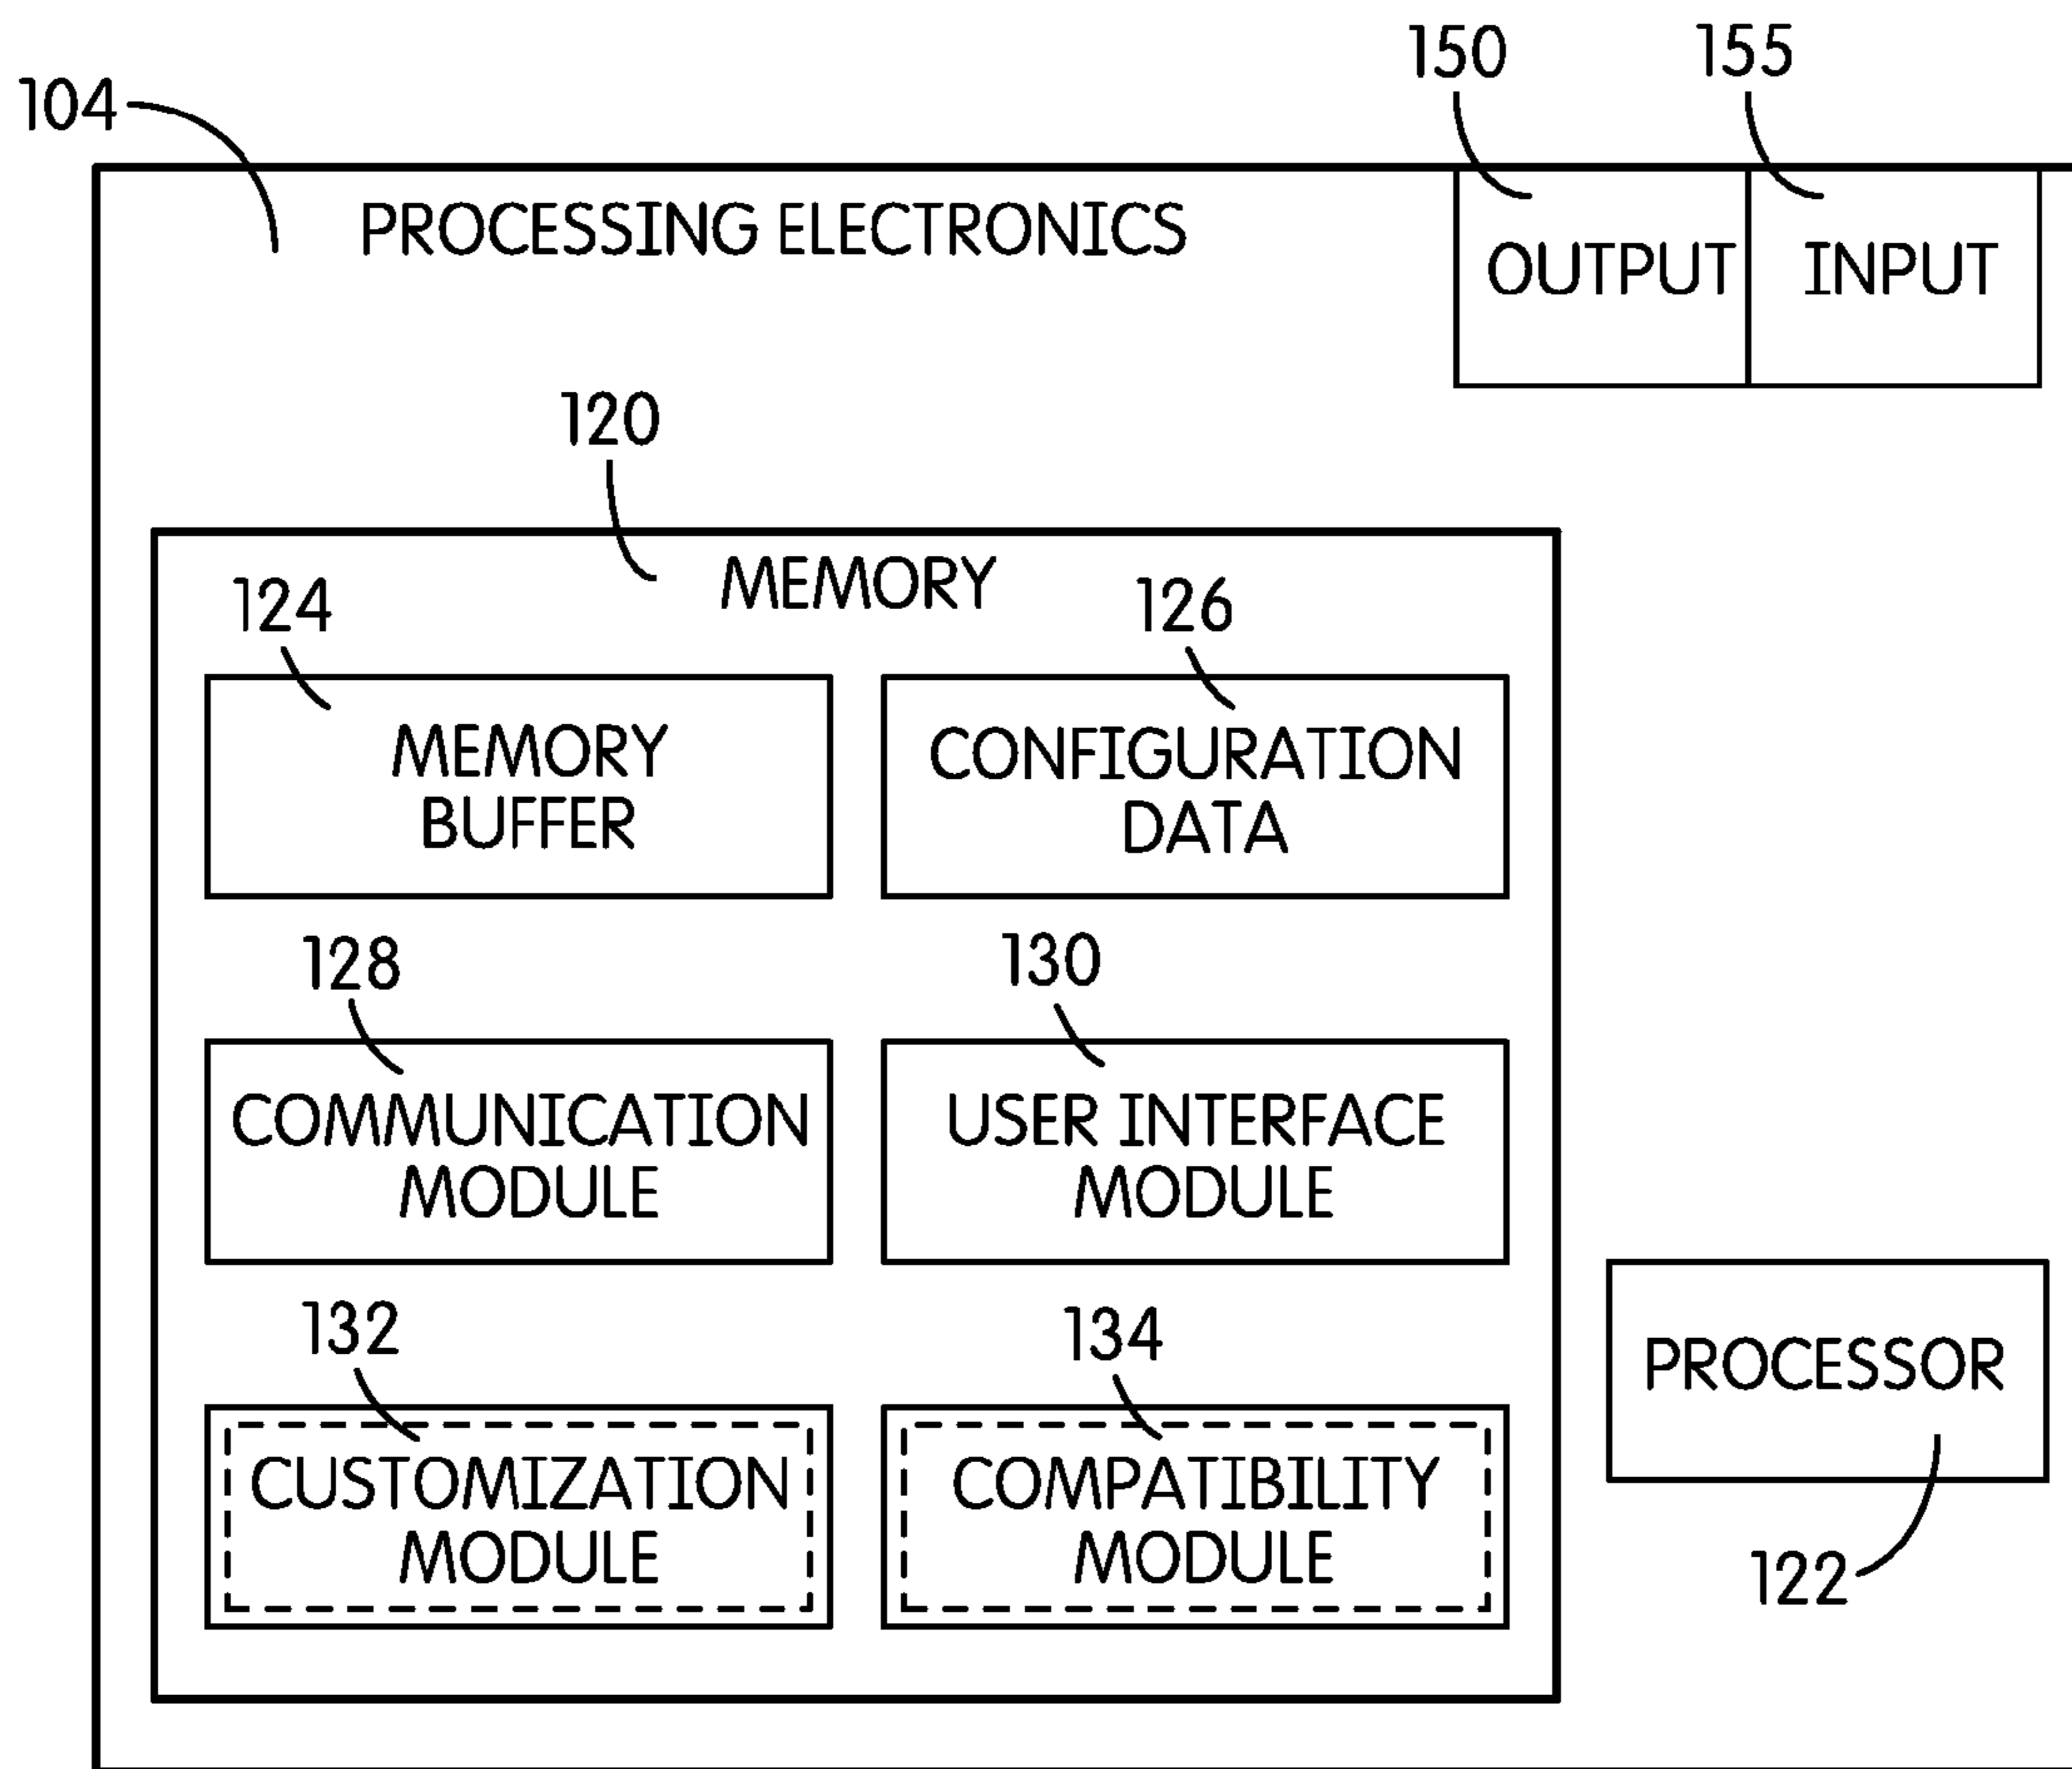 150
155
104
PROCESSING ELECTRONICS
OUTPUT
INPUT
120
MEMORY
124
126
MEMORY
BUFFER
CONFIGURATION
DATA
128
130
COMMUNICATION
MODULE
USER INTERFACE
MODULE
132
134
CUSTOMIZATION
MODULE
COMPATIBILITY
MODULE
PROCESSOR
122